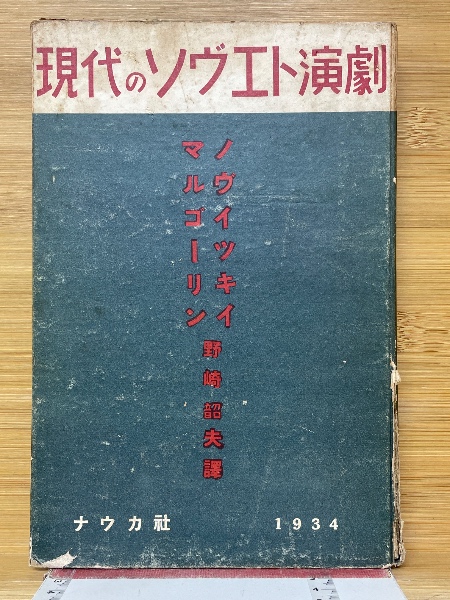 現代のソヴエト演劇
ノヴイツキイ
マルゴーリン
野崎韶夫譯
ナウカ社
1934